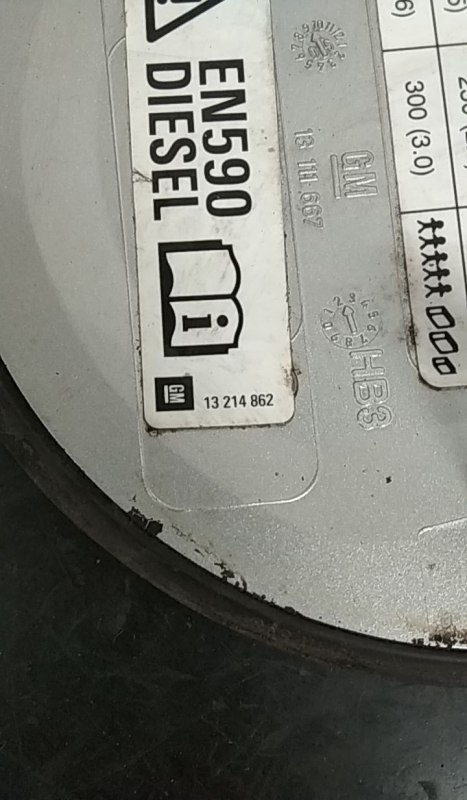 EN590
DIESEL
i
GM
13 214 862
13 111 667
GM
HB3
300 (3.0)